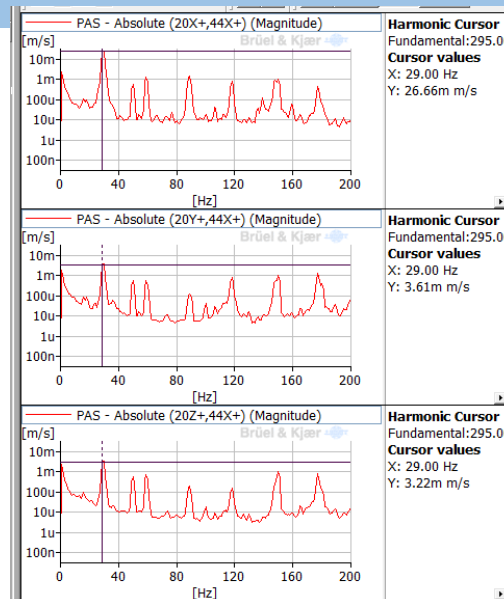 PAS - Absolute (20X+,44X+) (Magnitude)
[m/s]
Brüel & Kjær
10m
1m
100u
10u
1u
100n
0 40 80 120 160 200
[Hz]
Harmonic Cursor
Fundamental:295.0
Cursor values
X: 29.00 Hz
Y: 26.66m m/s
PAS - Absolute (20Y+,44X+) (Magnitude)
[m/s]
Brüel & Kjær
10m
1m
100u
10u
1u
100n
0 40 80 120 160 200
[Hz]
Harmonic Cursor
Fundamental:295.0
Cursor values
X: 29.00 Hz
Y: 3.61m m/s
PAS - Absolute (20Z+,44X+) (Magnitude)
[m/s]
Brüel & Kjær
10m
1m
100u
10u
1u
100n
0 40 80 120 160 200
[Hz]
Harmonic Cursor
Fundamental:295.0
Cursor values
X: 29.00 Hz
Y: 3.22m m/s